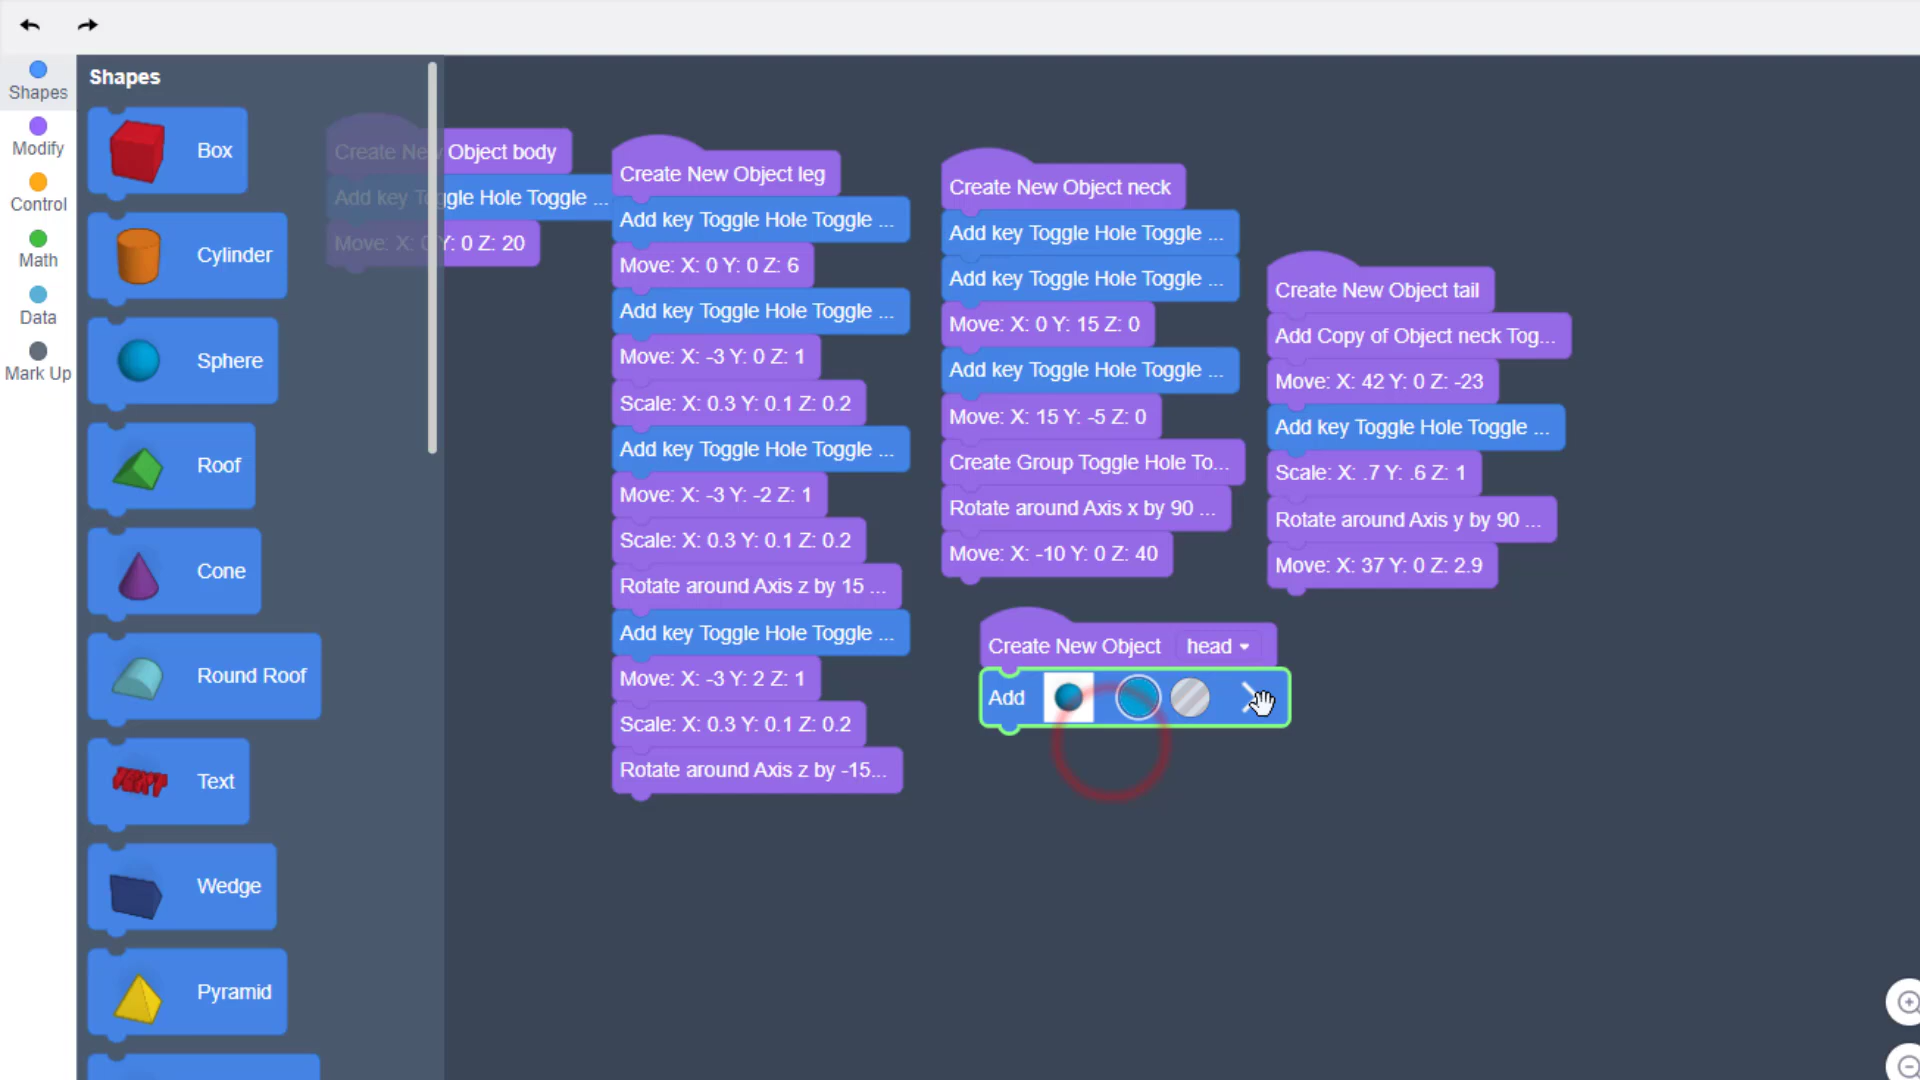 Shapes
Modify
Control
Math
Data
Mark Up
Shapes
Box
Cylinder
Sphere
Roof
Cone
Round Roof
Text
Wedge
Pyramid
Create New Object body
Add key Toggle Hole Toggle ...
Move: X: 0 Y: 0 Z: 20
Create New Object leg
Add key Toggle Hole Toggle ...
Move: X: 0 Y: 0 Z: 6
Add key Toggle Hole Toggle ...
Move: X: -3 Y: 0 Z: 1
Scale: X: 0.3 Y: 0.1 Z: 0.2
Add key Toggle Hole Toggle ...
Move: X: -3 Y: -2 Z: 1
Scale: X: 0.3 Y: 0.1 Z: 0.2
Rotate around Axis z by 15 ...
Add key Toggle Hole Toggle ...
Move: X: -3 Y: 2 Z: 1
Scale: X: 0.3 Y: 0.1 Z: 0.2
Rotate around Axis z by -15...
Create New Object neck
Add key Toggle Hole Toggle ...
Add key Toggle Hole Toggle ...
Move: X: 0 Y: 15 Z: 0
Add key Toggle Hole Toggle ...
Move: X: 15 Y: -5 Z: 0
Create Group Toggle Hole To...
Rotate around Axis x by 90 ...
Move: X: -10 Y: 0 Z: 40
Create New Object head
Add
Create New Object tail
Add Copy of Object neck Tog...
Move: X: 42 Y: 0 Z: -23
Add key Toggle Hole Toggle ...
Scale: X: .7 Y: .6 Z: 1
Rotate around Axis y by 90 ...
Move: X: 37 Y: 0 Z: 2.9